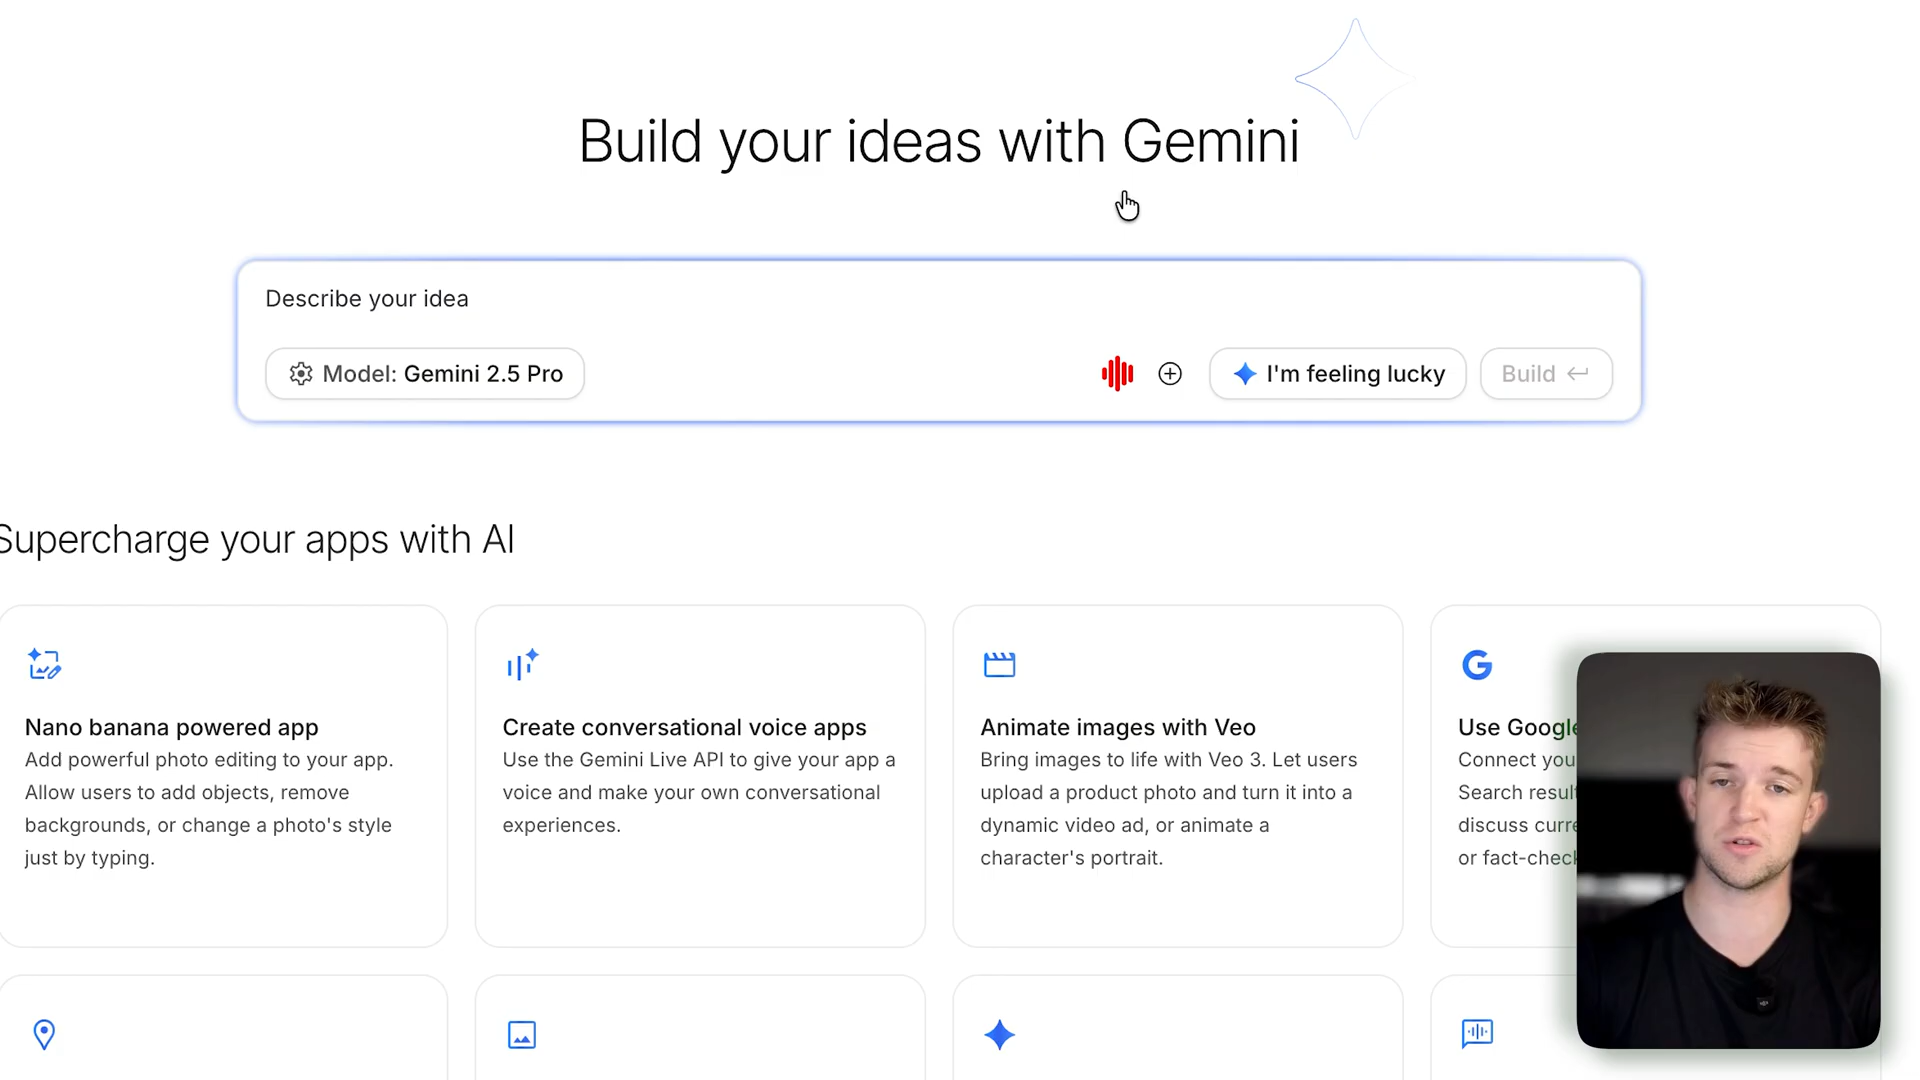 Build your ideas with Gemini
Describe your idea
Model: Gemini 2.5 Pro
I'm feeling lucky
Build
Supercharge your apps with AI
Nano banana powered app
Add powerful photo editing to your app.
Allow users to add objects, remove
backgrounds, or change a photo's style
just by typing.
Create conversational voice apps
Use the Gemini Live API to give your app a
voice and make your own conversational
experiences.
Animate images with Veo
Bring images to life with Veo 3. Let users
upload a product photo and turn it into a
dynamic video ad, or animate a
character's portrait.
Use Google
Connect you
Search result
discuss curre
or fact-check